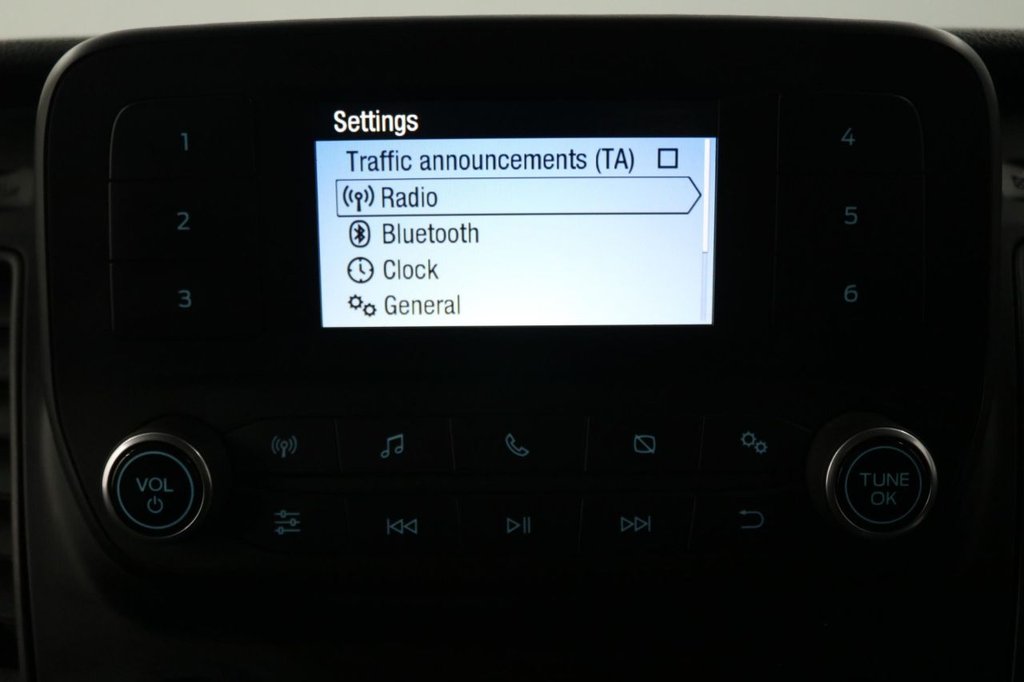 Settings
Traffic announcements (TA)
Radio
Bluetooth
Clock
General
1
2
3
4
5
6
VOL
TUNE
OK